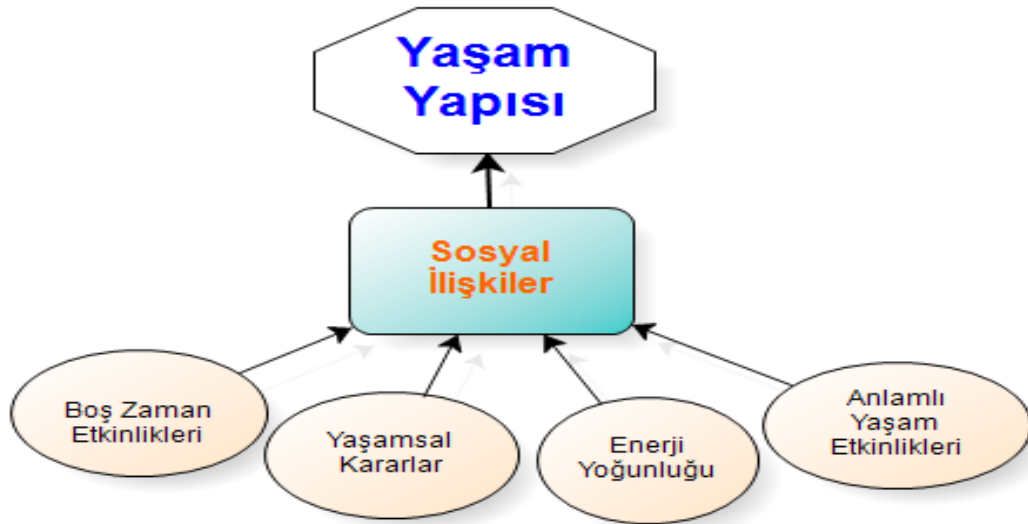 Yaşam
Yapısı
Sosyal
İlişkiler
Boş Zaman
Etkinlikleri
Yaşamsal
Kararlar
Enerji
Yoğunluğu
Anlamlı
Yaşam
Etkinlikleri